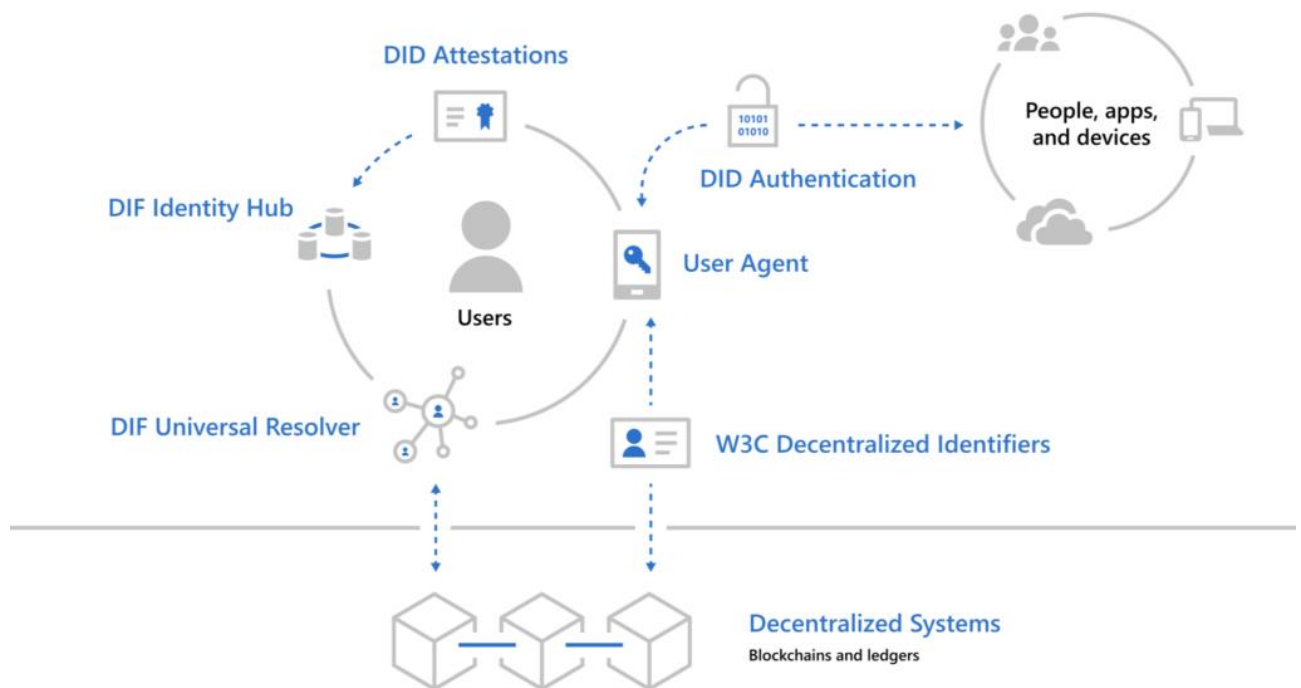 DID Attestations
People, apps,
and devices
10101
01010
DID Authentication
DIF Identity Hub
User Agent
Users
DIF Universal Resolver
W3C Decentralized Identifiers
Decentralized Systems
Blockchains and ledgers